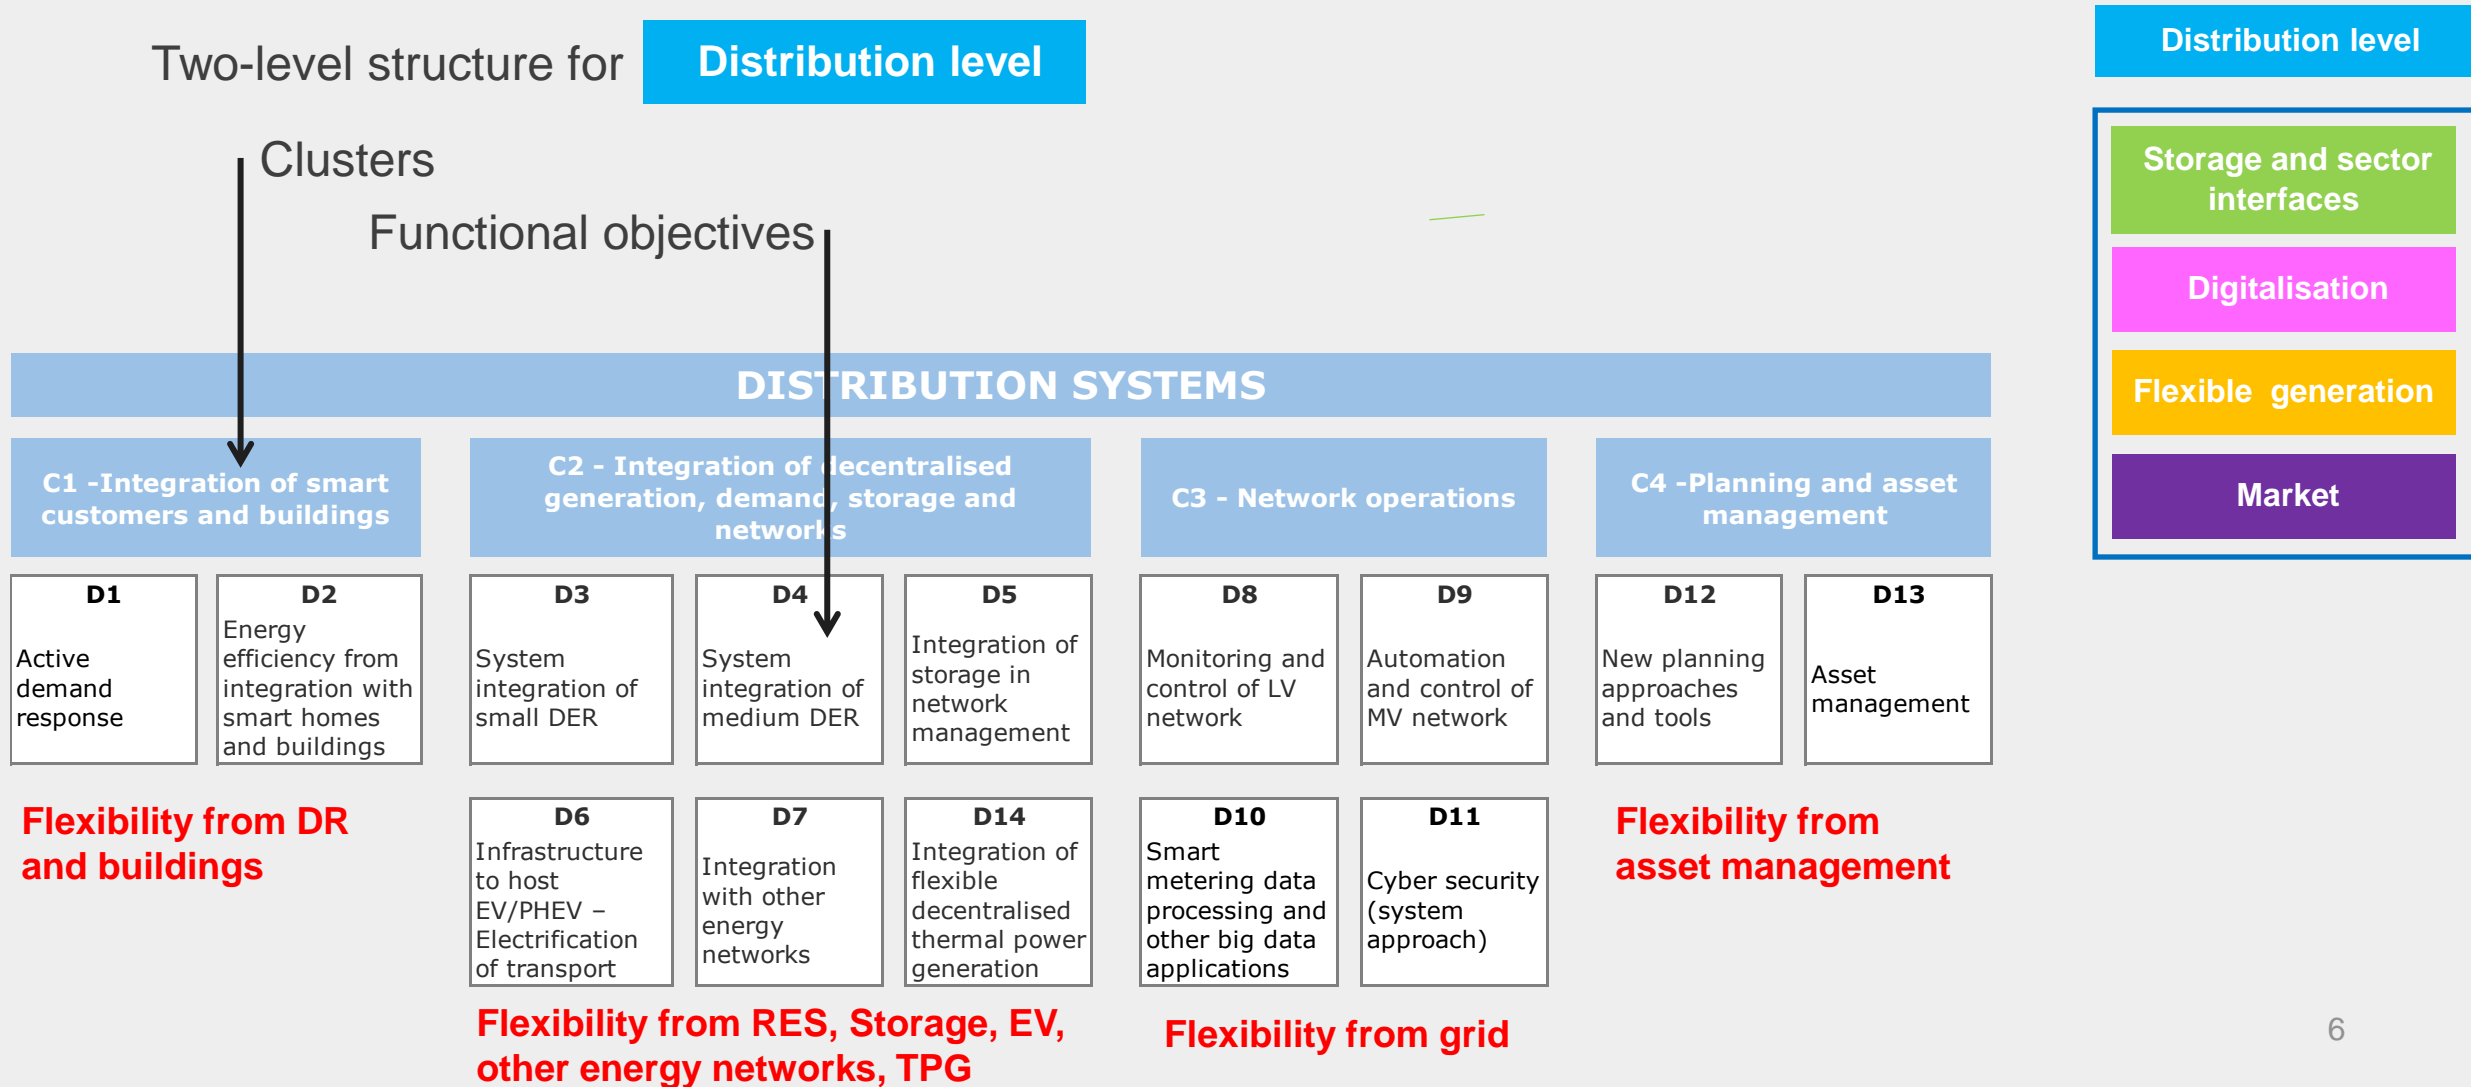 Two-level structure for
Distribution level
Clusters
Functional objectives
Distribution level
Storage and sector
interfaces
Digitalisation
Flexible generation
Market
DISTRIBUTION SYSTEMS
C1 -Integration of smart
customers and buildings
C2 - Integration of decentralised
generation, demand, storage and
networks
C3 - Network operations
C4 -Planning and asset
management
D1
Active
demand
response
D2
Energy
efficiency from
integration with
smart homes
and buildings
D3
System
integration of
small DER
D4
System
integration of
medium DER
D5
Integration of
storage in
network
management
D8
Monitoring and
control of LV
network
D9
Automation
and control of
MV network
D12
New planning
approaches
and tools
D13
Asset
management
Flexibility from DR
and buildings
D6
Infrastructure
to host
EV/PHEV –
Electrification
of transport
D7
Integration
with other
energy
networks
D14
Integration of
flexible
decentralised
thermal power
generation
D10
Smart
metering data
processing and
other big data
applications
D11
Cyber security
(system
approach)
Flexibility from
asset management
Flexibility from RES, Storage, EV,
other energy networks, TPG
Flexibility from grid
6